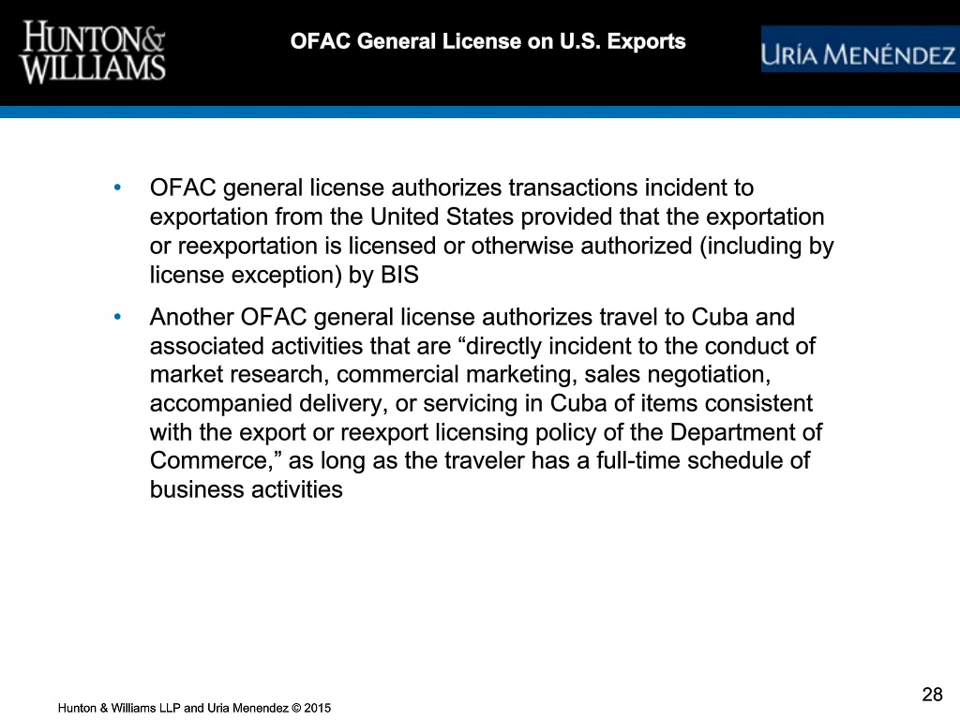 HUNTON&
WILLIAMS
OFAC General License on U.S. Exports
URÍA MENÉNDEZ
• OFAC general license authorizes transactions incident to
exportation from the United States provided that the exportation
or reexportation is licensed or otherwise authorized (including by
license exception) by BIS
• Another OFAC general license authorizes travel to Cuba and
associated activities that are “directly incident to the conduct of
market research, commercial marketing, sales negotiation,
accompanied delivery, or servicing in Cuba of items consistent
with the export or reexport licensing policy of the Department of
Commerce,” as long as the traveler has a full-time schedule of
business activities
28
Hunton & Williams LLP and Uria Menendez © 2015